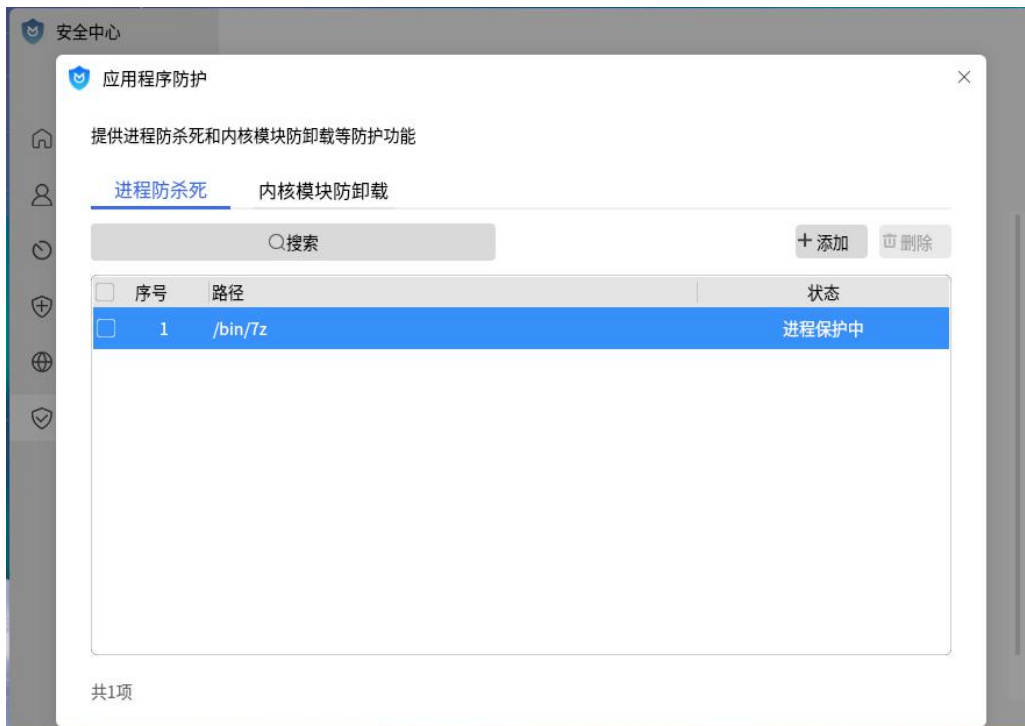 安全中心
应用程序防护
提供进程防杀死和内核模块防卸载等防护功能
进程防杀死 内核模块防卸载
搜索 添加 删除
序号 路径 状态
1 /bin/7z 进程保护中
共1项